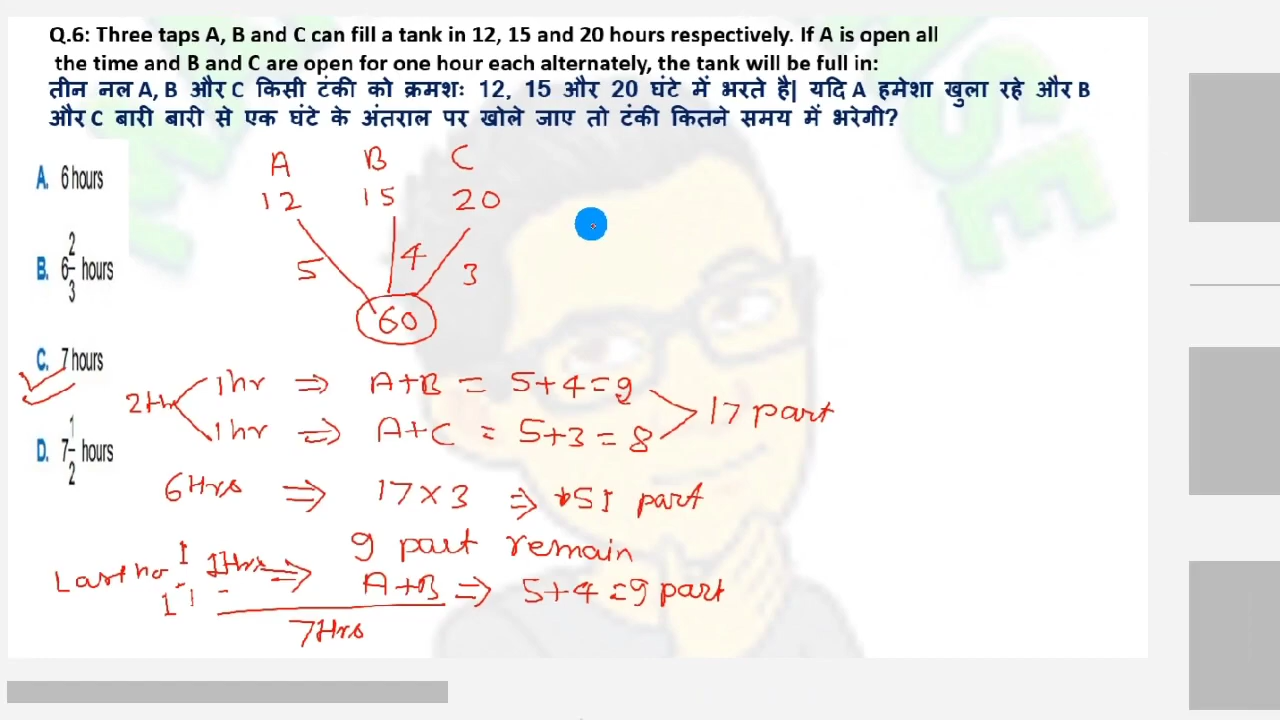 Q.6: Three taps A, B and C can fill a tank in 12, 15 and 20 hours respectively. If A is open all
the time and B and C are open for one hour each alternately, the tank will be full in:
तीन नल A, B और C किसी टंकी को क्रमशः 12, 15 और 20 घंटे में भरते है| यदि A हमेशा खुला रहे और B
और C बारी बारी से एक घंटे के अंतराल पर खोले जाए तो टंकी कितने समय में भरेगी?
A. 6 hours
B. 6 2/3 hours
C. 7 hours
D. 7 1/2 hours
A B C
12 15 20
5 4 3
60
2Hr 1hr ⇒ A+B = 5+4=9
1hr ⇒ A+C = 5+3=8
17 part
6Hrs ⇒ 17×3 ⇒ 51 part
9 part remain
Last 1Hrs ⇒ A+B ⇒ 5+4=9 part
7Hrs